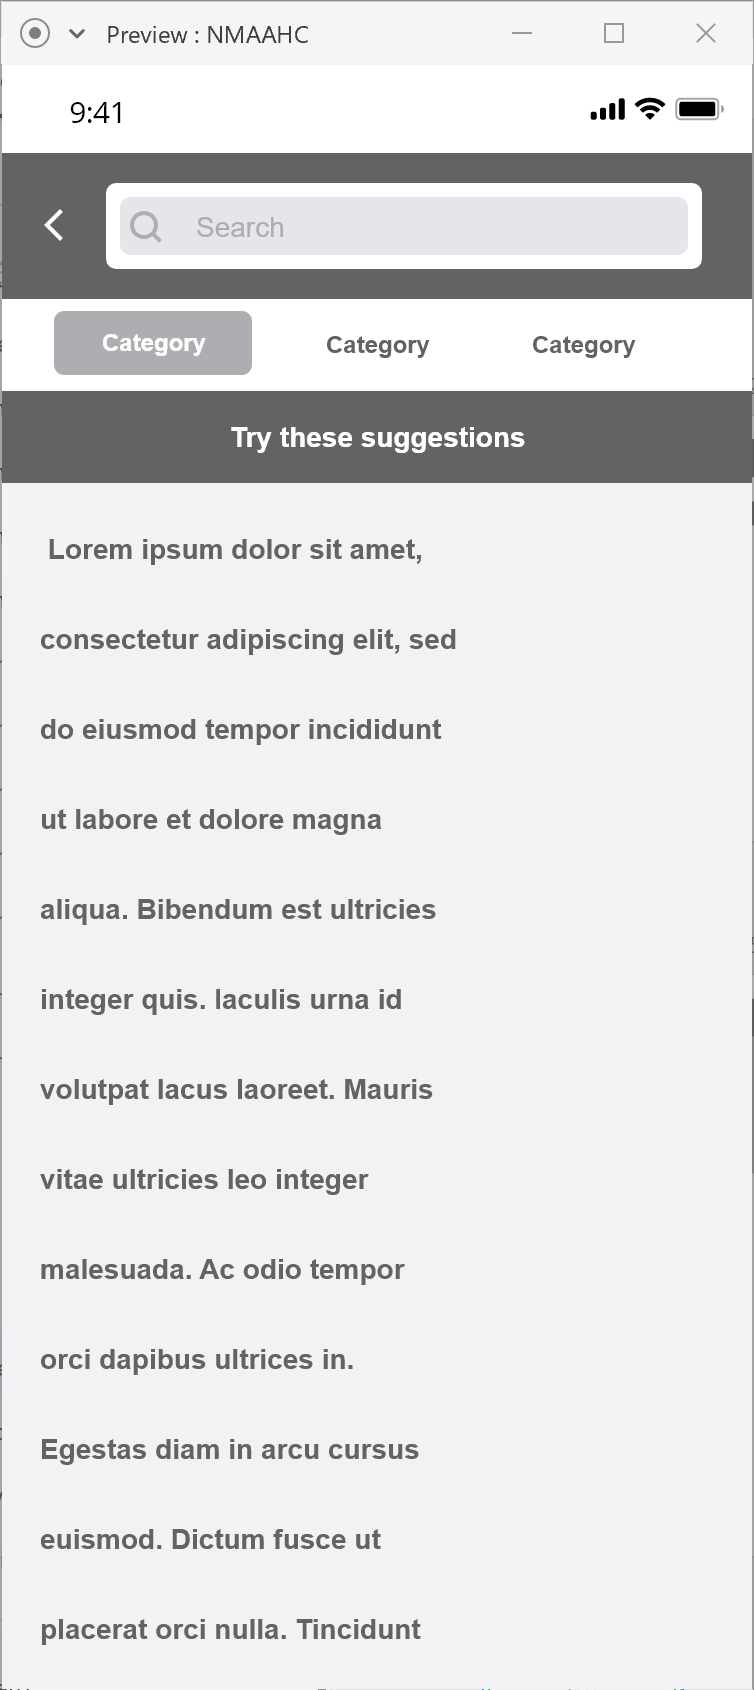 Preview : NMAAHC
9:41
Search
Category Category Category
Try these suggestions
Lorem ipsum dolor sit amet,
consectetur adipiscing elit, sed
do eiusmod tempor incididunt
ut labore et dolore magna
aliqua. Bibendum est ultricies
integer quis. Iaculis urna id
volutpat lacus laoreet. Mauris
vitae ultricies leo integer
malesuada. Ac odio tempor
orci dapibus ultrices in.
Egestas diam in arcu cursus
euismod. Dictum fusce ut
placerat orci nulla. Tincidunt